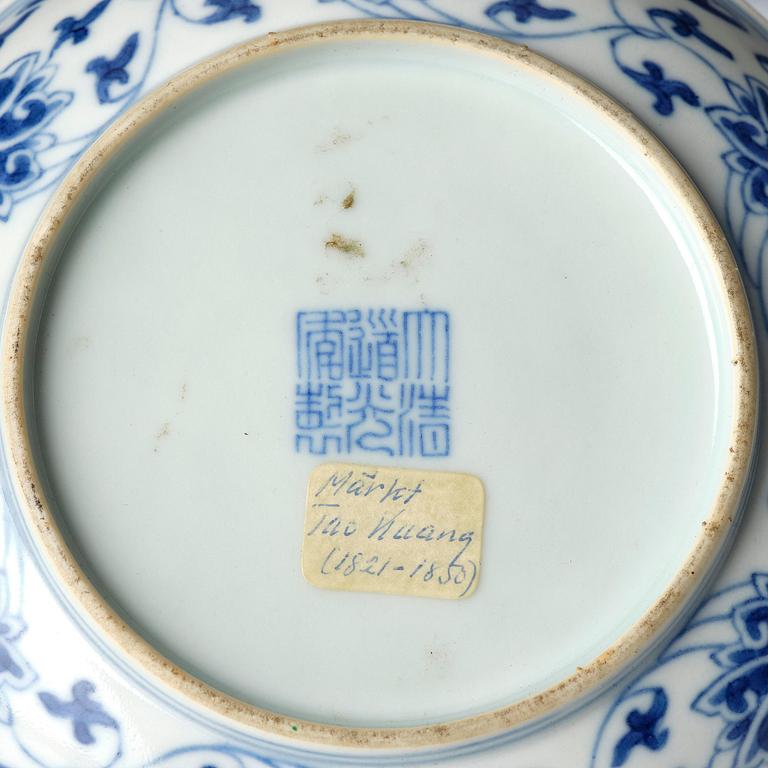 大清
道光
年製
Märkt
Tao Kuang
(1821-1850)